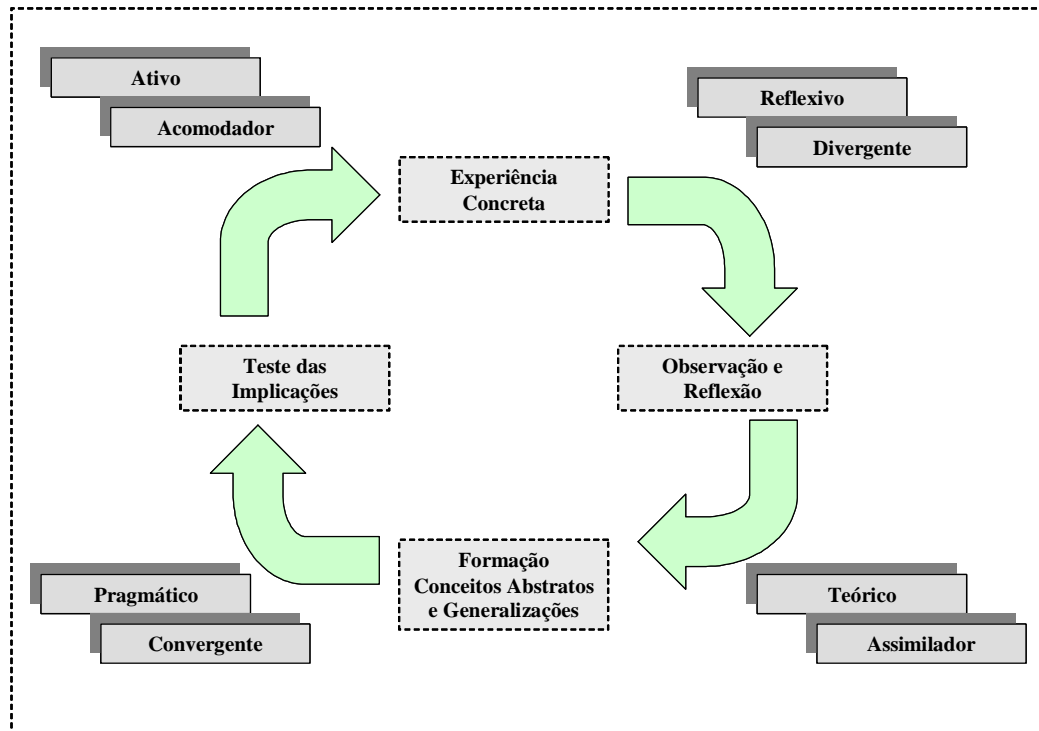 Ativo
Acomodador
Reflexivo
Divergente
Experiência
Concreta
Teste das
Implicações
Observação e
Reflexão
Formação
Conceitos Abstratos
e Generalizações
Pragmático
Convergente
Teórico
Assimilador